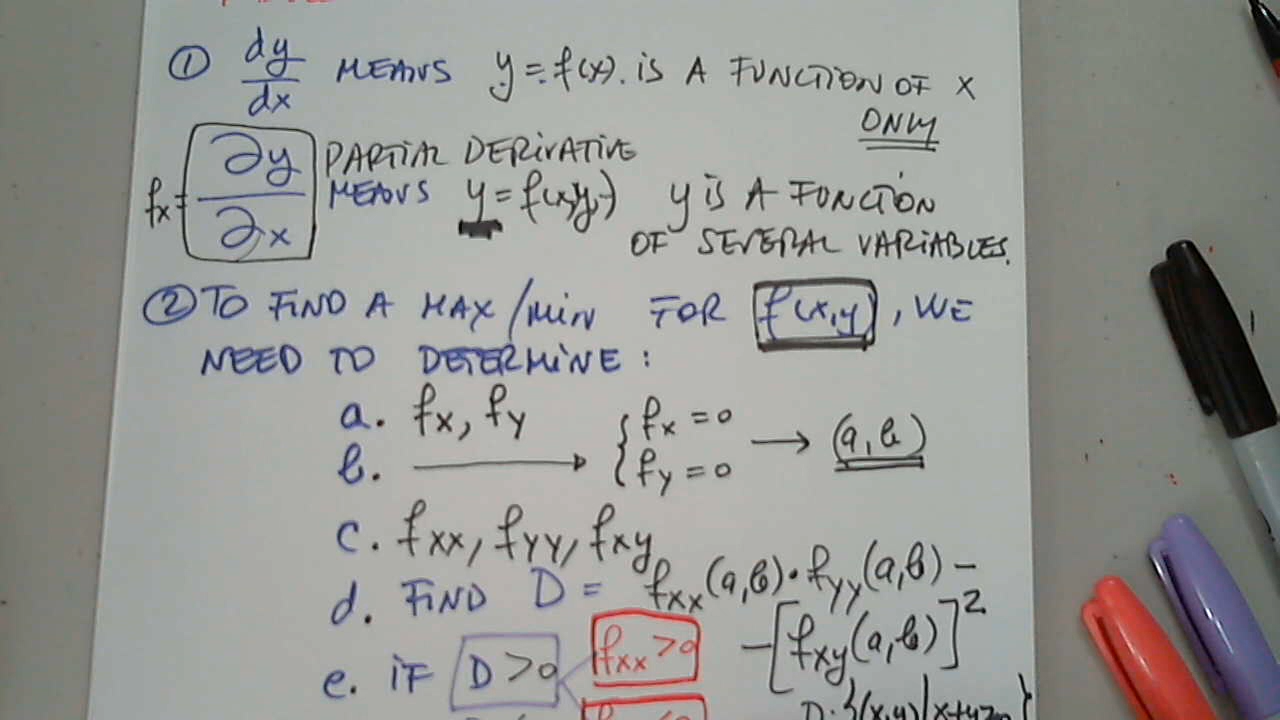 ① dy/dx MEANS y = f(x). is A FUNCTION OF x
ONLY
fx = ∂y/∂x PARTIAL DERIVATIVE
MEANS y = f(x,y,·) y is A FUNCTION
OF SEVERAL VARIABLES.
② TO FIND A MAX/MIN FOR f(x,y), WE
NEED TO DETERMINE:
a. fx, fy { fx = 0 → (a,b)
b. → { fy = 0
c. fxx, fyy, fxy
d. FIND D = fxx(a,b)·fyy(a,b) –
– [fxy(a,b)]²
e. iF D > 0 fxx > 0